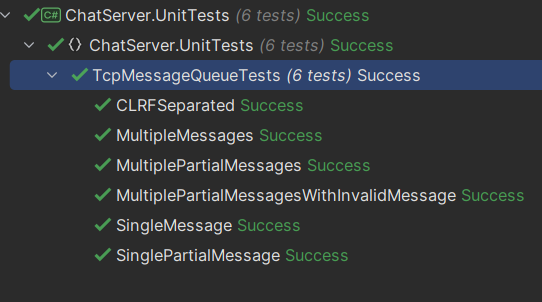 C# ChatServer.UnitTests (6 tests) Success
{} ChatServer.UnitTests (6 tests) Success
TcpMessageQueueTests (6 tests) Success
CLRFSeparated Success
MultipleMessages Success
MultiplePartialMessages Success
MultiplePartialMessagesWithInvalidMessage Success
SingleMessage Success
SinglePartialMessage Success